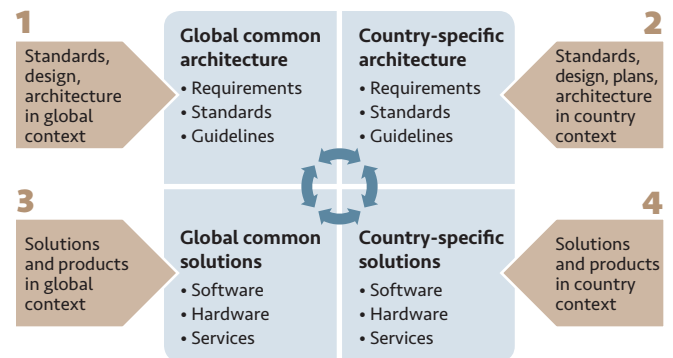 1
Standards,
design,
architecture
in global
context
Global common
architecture
• Requirements
• Standards
• Guidelines
Country-specific
architecture
• Requirements
• Standards
• Guidelines
2
Standards,
design, plans,
architecture
in country
context
3
Solutions
and products
in global
context
Global common
solutions
• Software
• Hardware
• Services
Country-specific
solutions
• Software
• Hardware
• Services
4
Solutions
and products
in country
context